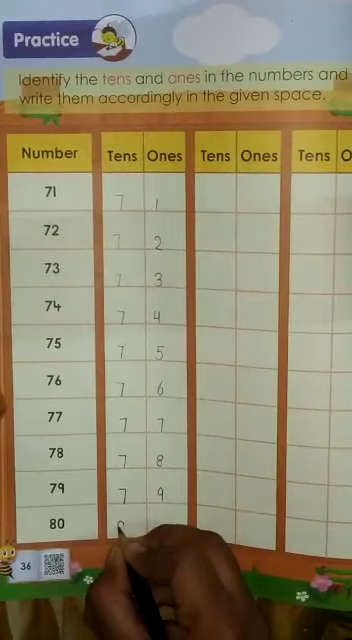 Practice
Identify the tens and ones in the numbers and
write them accordingly in the given space.
Number Tens Ones Tens Ones Tens O
71 7 1
72 7 2
73 7 3
74 7 4
75 7 5
76 7 6
77 7 7
78 7 8
79 7 9
80
36